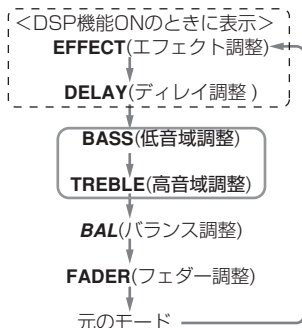 <DSP機能ONのときに表示>
EFFECT(エフェクト調整)
DELAY(ディレイ調整 )
BASS(低音域調整)
TREBLE(高音域調整)
BAL(バランス調整)
FADER(フェダー調整)
元のモード